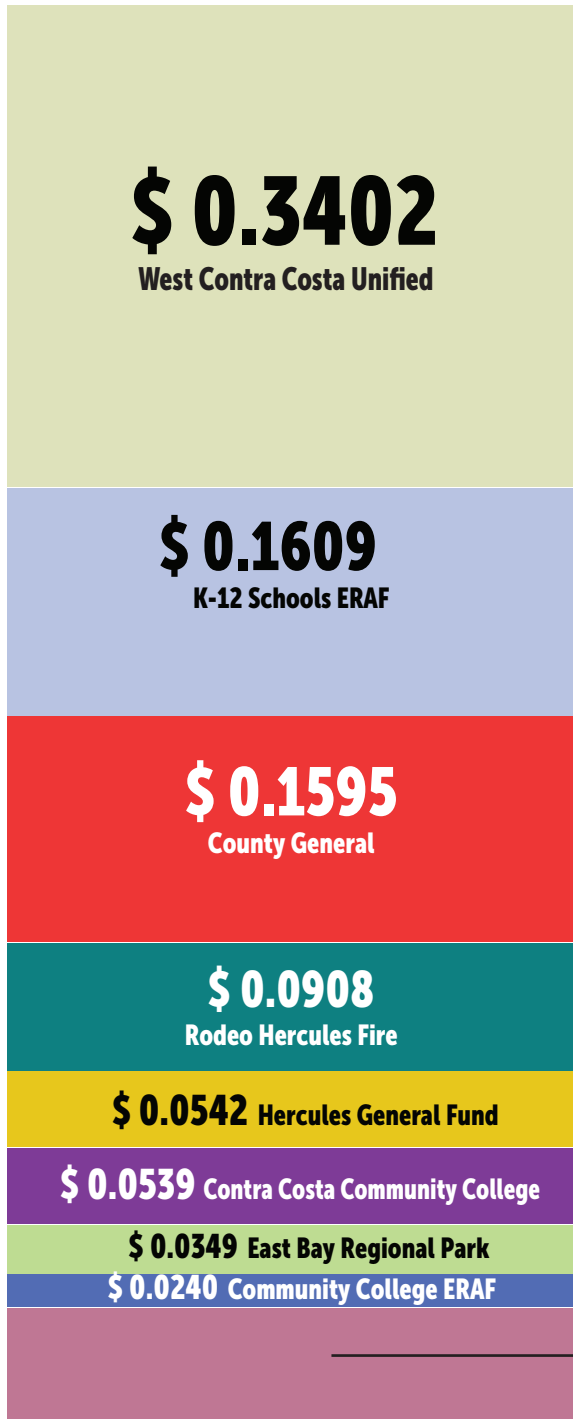 $ 0.3402
West Contra Costa Unified
$ 0.1609
K-12 Schools ERAF
$ 0.1595
County General
$ 0.0908
Rodeo Hercules Fire
$ 0.0542 Hercules General Fund
$ 0.0539 Contra Costa Community College
$ 0.0349 East Bay Regional Park
$ 0.0240 Community College ERAF